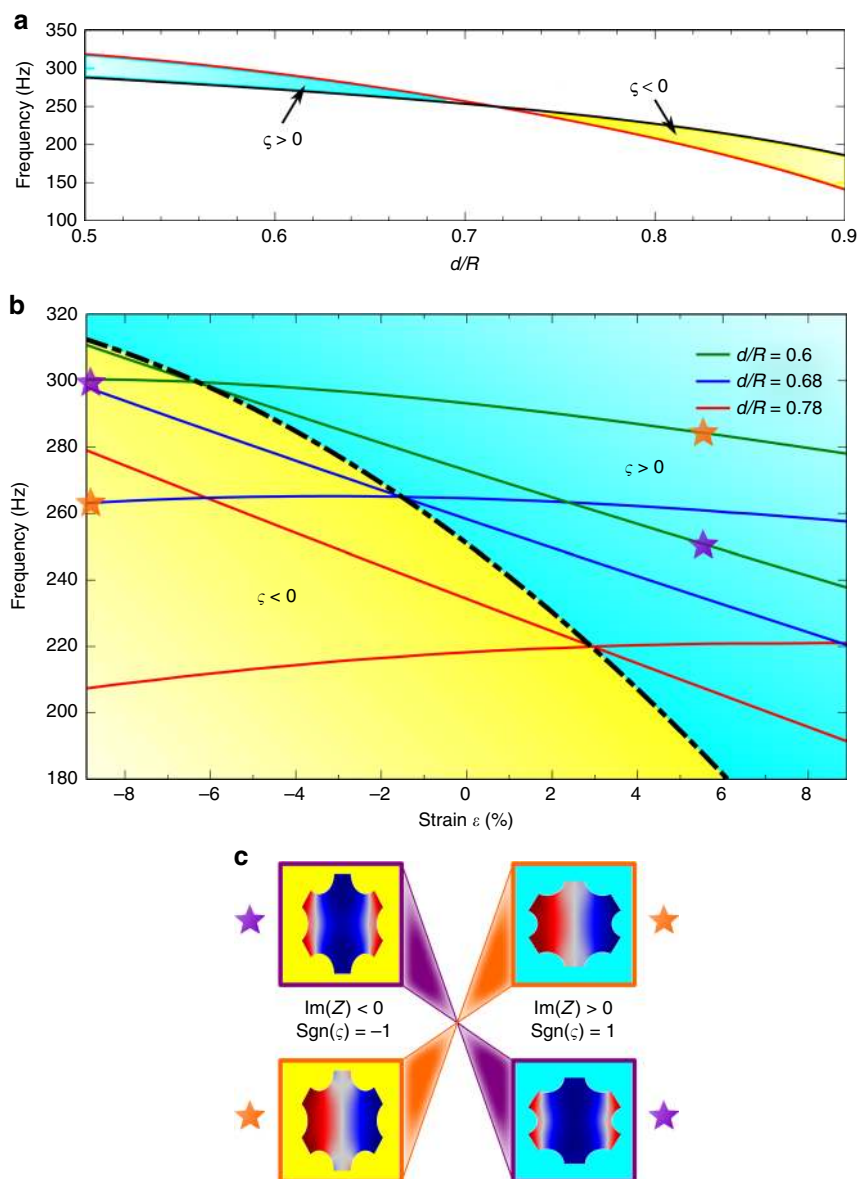 a
350
300
250
200
150
100
Frequency (Hz)
ς > 0
ς < 0
0.5 0.6 0.7 0.8 0.9
d/R
b
320
300
280
260
240
220
200
180
Frequency (Hz)
d/R = 0.6
d/R = 0.68
d/R = 0.78
ς > 0
ς < 0
–8 –6 –4 –2 0 2 4 6 8
Strain ε (%)
c
Im(Z) < 0 Im(Z) > 0
Sgn(ς) = –1 Sgn(ς) = 1